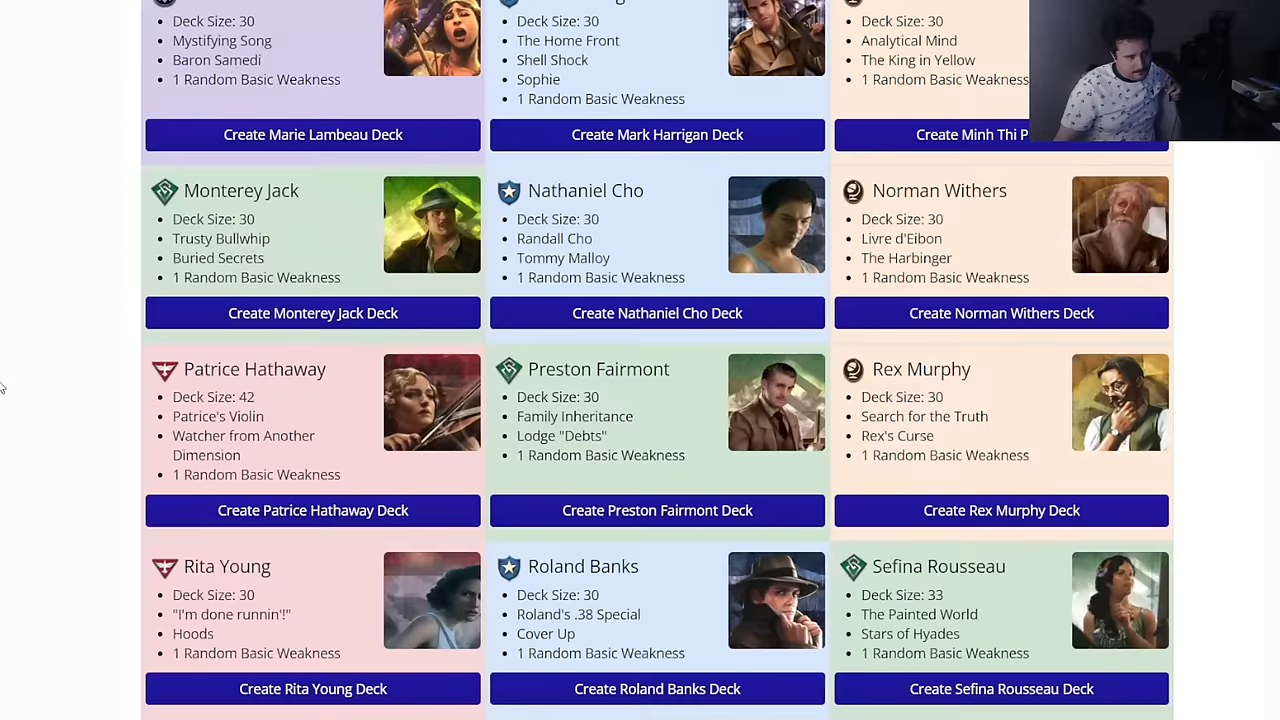 Deck Size: 30
Mystifying Song
Baron Samedi
1 Random Basic Weakness
Create Marie Lambeau Deck
Deck Size: 30
The Home Front
Shell Shock
Sophie
1 Random Basic Weakness
Create Mark Harrigan Deck
Deck Size: 30
Analytical Mind
The King in Yellow
1 Random Basic Weakness
Create Minh Thi P
Monterey Jack
Deck Size: 30
Trusty Bullwhip
Buried Secrets
1 Random Basic Weakness
Create Monterey Jack Deck
Nathaniel Cho
Deck Size: 30
Randall Cho
Tommy Malloy
1 Random Basic Weakness
Create Nathaniel Cho Deck
Norman Withers
Deck Size: 30
Livre d'Eibon
The Harbinger
1 Random Basic Weakness
Create Norman Withers Deck
Patrice Hathaway
Deck Size: 42
Patrice's Violin
Watcher from Another
Dimension
1 Random Basic Weakness
Create Patrice Hathaway Deck
Preston Fairmont
Deck Size: 30
Family Inheritance
Lodge "Debts"
1 Random Basic Weakness
Create Preston Fairmont Deck
Rex Murphy
Deck Size: 30
Search for the Truth
Rex's Curse
1 Random Basic Weakness
Create Rex Murphy Deck
Rita Young
Deck Size: 30
"I'm done runnin'!"
Hoods
1 Random Basic Weakness
Create Rita Young Deck
Roland Banks
Deck Size: 30
Roland's .38 Special
Cover Up
1 Random Basic Weakness
Create Roland Banks Deck
Sefina Rousseau
Deck Size: 33
The Painted World
Stars of Hyades
1 Random Basic Weakness
Create Sefina Rousseau Deck